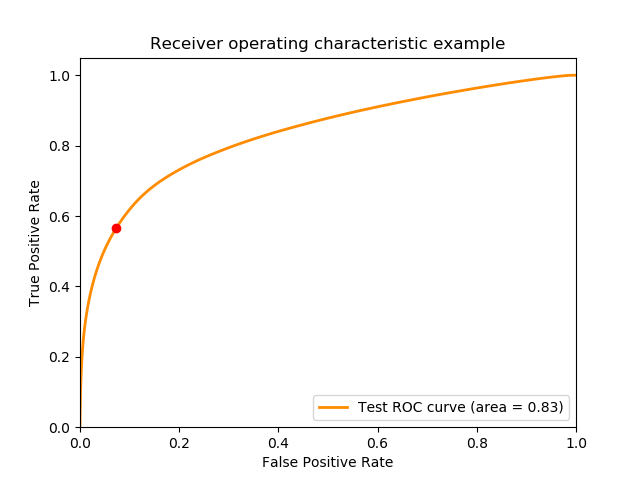 Receiver operating characteristic example
True Positive Rate
1.0
0.8
0.6
0.4
0.2
0.0
Test ROC curve (area = 0.83)
0.0 0.2 0.4 0.6 0.8 1.0
False Positive Rate